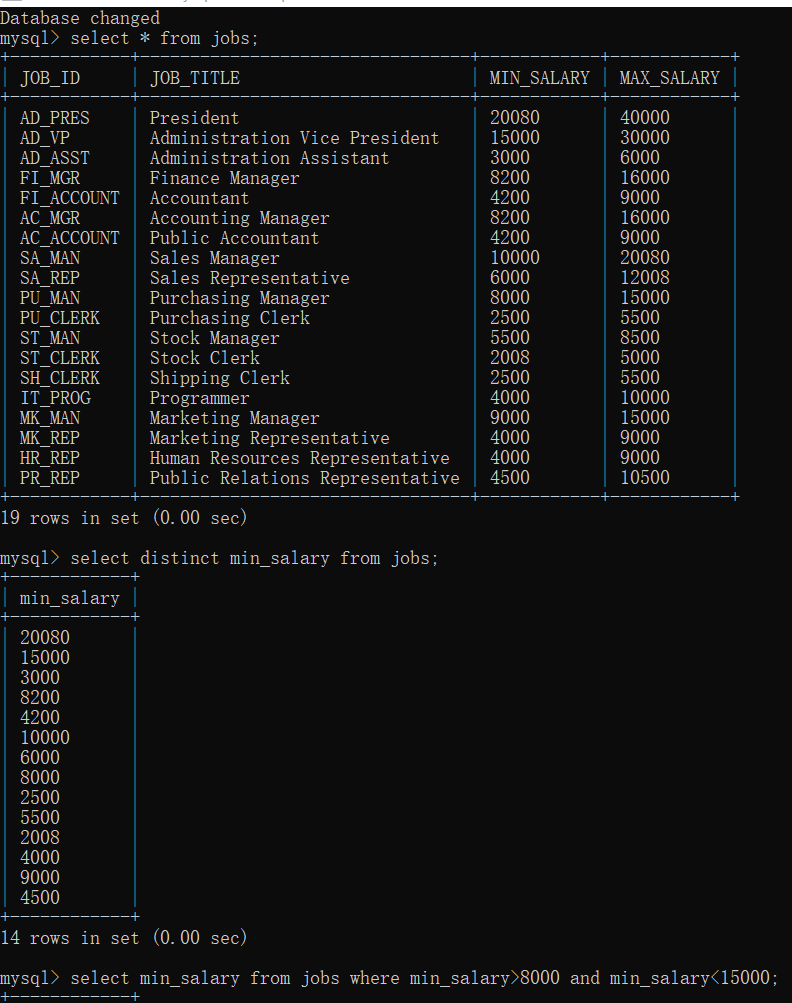 Database changed
mysql> select * from jobs;
+------------+---------------------------------+------------+------------+
| JOB_ID     | JOB_TITLE                       | MIN_SALARY | MAX_SALARY |
+------------+---------------------------------+------------+------------+
| AD_PRES    | President                       | 20080      | 40000      |
| AD_VP      | Administration Vice President   | 15000      | 30000      |
| AD_ASST    | Administration Assistant        | 3000       | 6000       |
| FI_MGR     | Finance Manager                 | 8200       | 16000      |
| FI_ACCOUNT | Accountant                      | 4200       | 9000       |
| AC_MGR     | Accounting Manager              | 8200       | 16000      |
| AC_ACCOUNT | Public Accountant               | 4200       | 9000       |
| SA_MAN     | Sales Manager                   | 10000      | 20080      |
| SA_REP     | Sales Representative            | 6000       | 12008      |
| PU_MAN     | Purchasing Manager              | 8000       | 15000      |
| PU_CLERK   | Purchasing Clerk                | 2500       | 5500       |
| ST_MAN     | Stock Manager                   | 5500       | 8500       |
| ST_CLERK   | Stock Clerk                     | 2008       | 5000       |
| SH_CLERK   | Shipping Clerk                  | 2500       | 5500       |
| IT_PROG    | Programmer                      | 4000       | 10000      |
| MK_MAN     | Marketing Manager               | 9000       | 15000      |
| MK_REP     | Marketing Representative        | 4000       | 9000       |
| HR_REP     | Human Resources Representative  | 4000       | 9000       |
| PR_REP     | Public Relations Representative | 4500       | 10500      |
+------------+---------------------------------+------------+------------+
19 rows in set (0.00 sec)
mysql> select distinct min_salary from jobs;
+------------+
| min_salary |
+------------+
| 20080      |
| 15000      |
| 3000       |
| 8200       |
| 4200       |
| 10000      |
| 6000       |
| 8000       |
| 2500       |
| 5500       |
| 2008       |
| 4000       |
| 9000       |
| 4500       |
+------------+
14 rows in set (0.00 sec)
mysql> select min_salary from jobs where min_salary>8000 and min_salary<15000;
+------------+